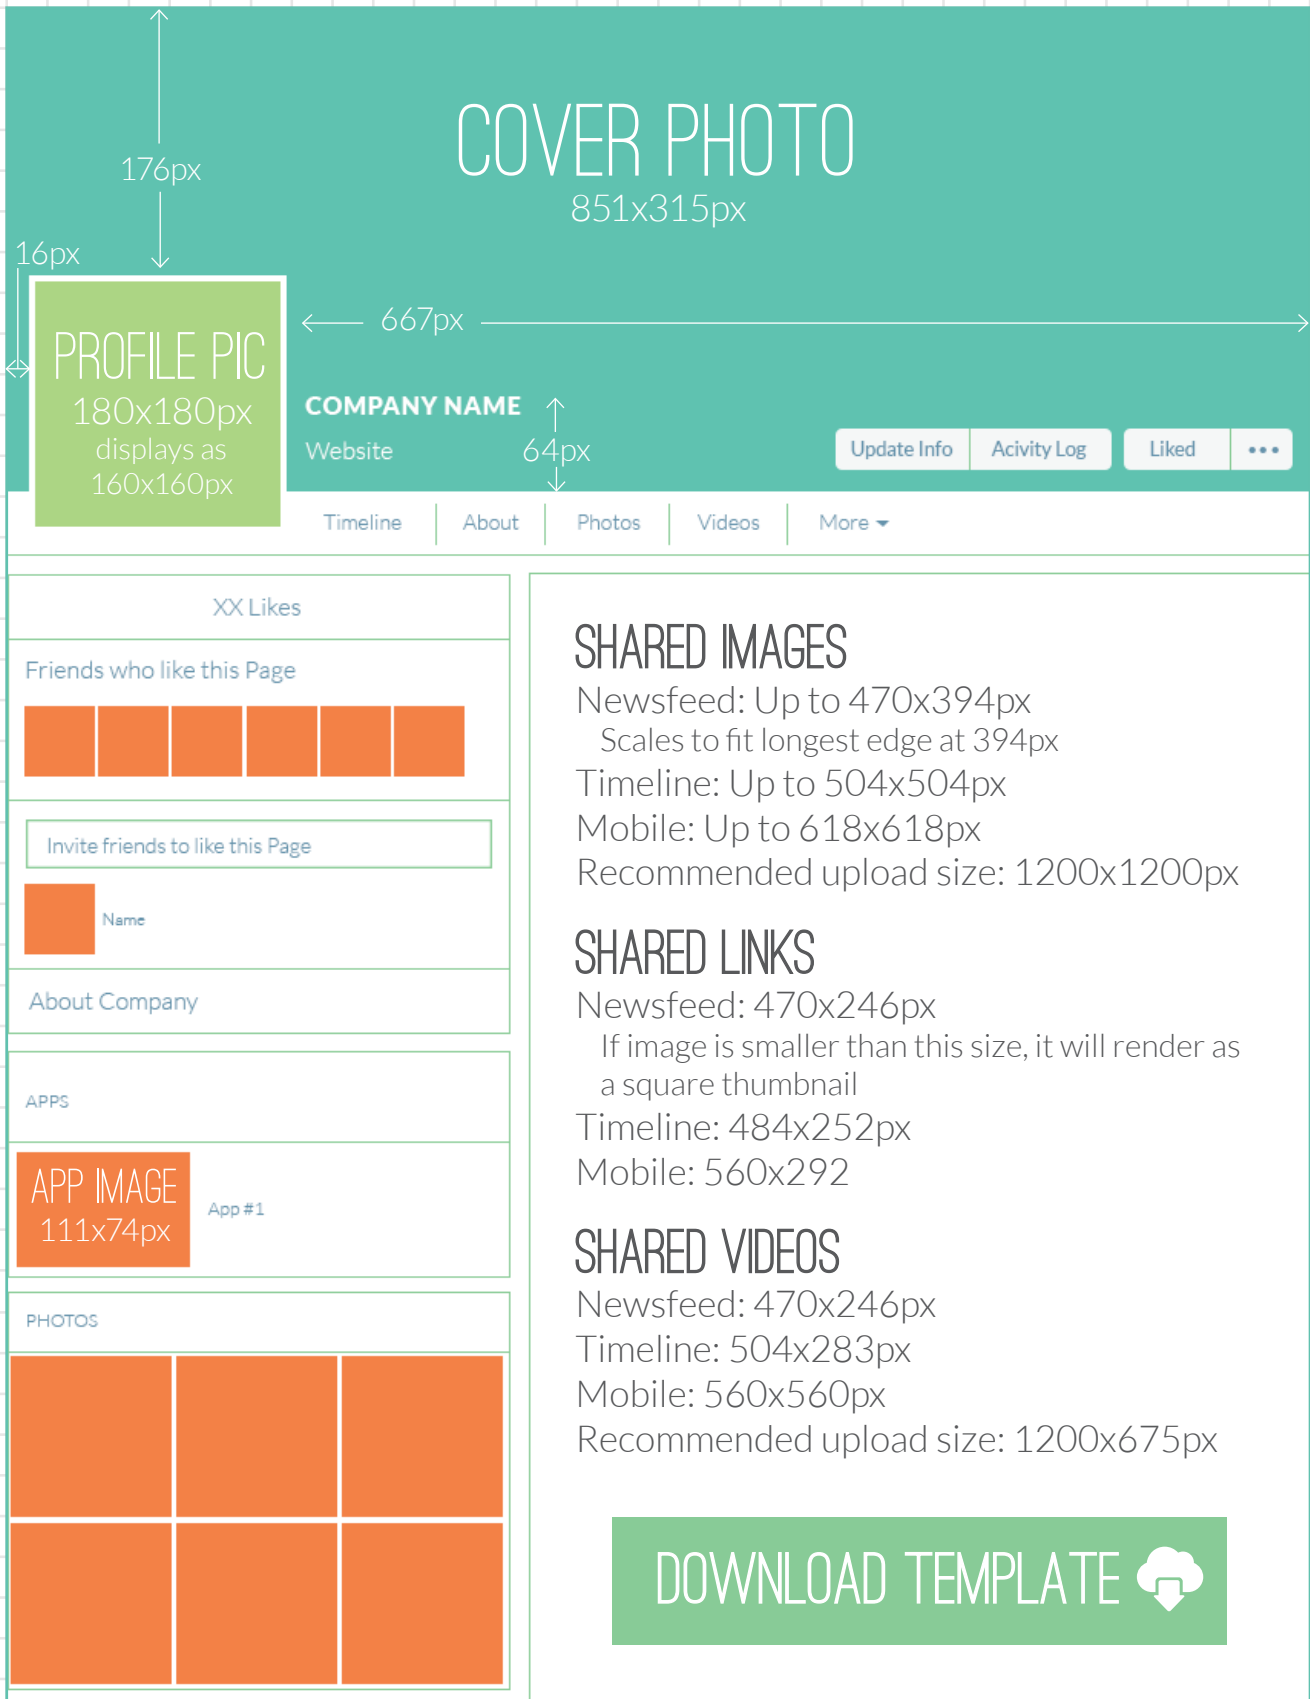 COVER PHOTO
851x315px
176px
16px
667px
PROFILE PIC
180x180px
displays as
160x160px
COMPANY NAME
Website
64px
Update Info
Acivity Log
Liked
•••
Timeline
About
Photos
Videos
More
XX Likes
Friends who like this Page
Invite friends to like this Page
Name
About Company
APPS
APP IMAGE
111x74px
App #1
PHOTOS
SHARED IMAGES
Newsfeed: Up to 470x394px
Scales to fit longest edge at 394px
Timeline: Up to 504x504px
Mobile: Up to 618x618px
Recommended upload size: 1200x1200px
SHARED LINKS
Newsfeed: 470x246px
If image is smaller than this size, it will render as
a square thumbnail
Timeline: 484x252px
Mobile: 560x292
SHARED VIDEOS
Newsfeed: 470x246px
Timeline: 504x283px
Mobile: 560x560px
Recommended upload size: 1200x675px
DOWNLOAD TEMPLATE